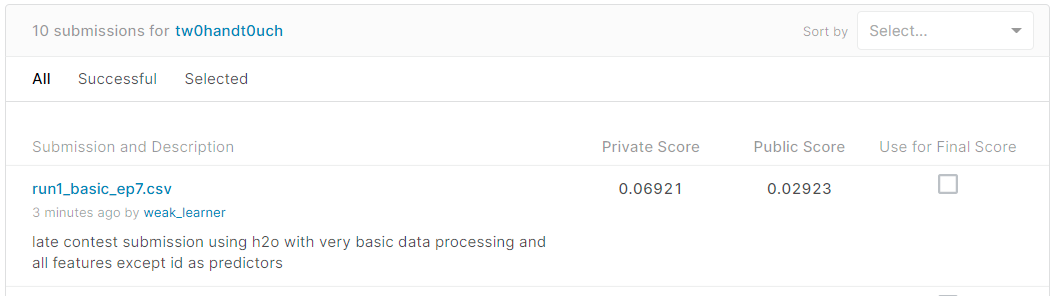 10 submissions for tw0handt0uch
Sort by Select...
All Successful Selected
Submission and Description Private Score Public Score Use for Final Score
run1_basic_ep7.csv 0.06921 0.02923
3 minutes ago by weak_learner
late contest submission using h2o with very basic data processing and
all features except id as predictors